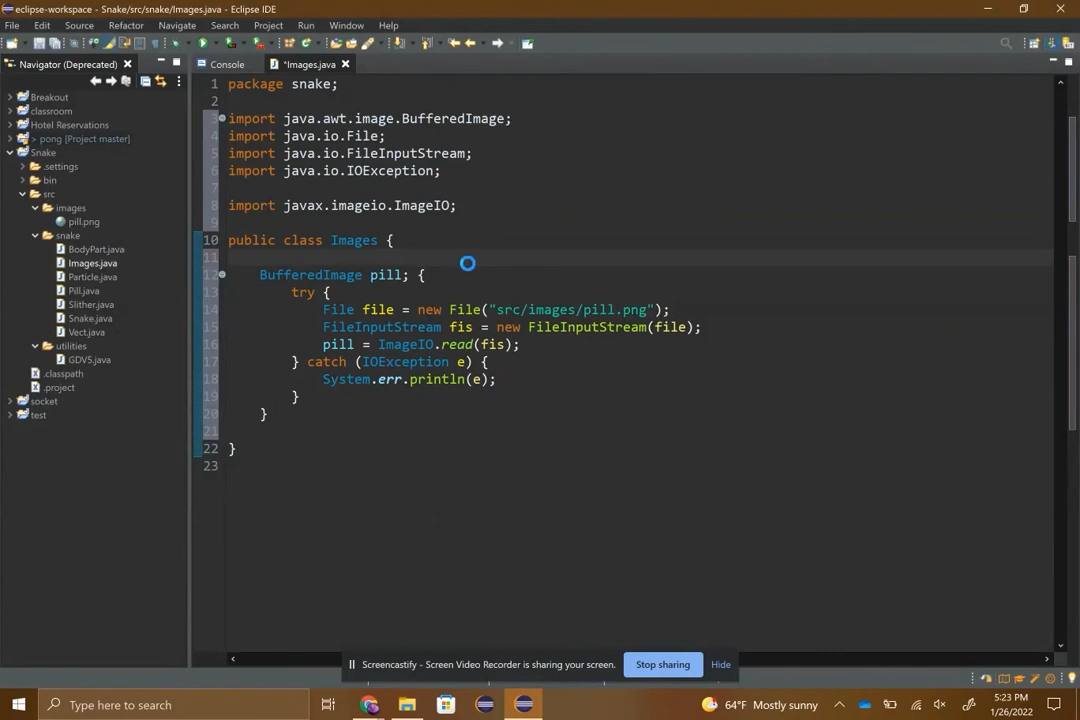 eclipse-workspace - Snake/src/snake/Images.java - Eclipse IDE
File Edit Source Refactor Navigate Search Project Run Window Help
Navigator (Deprecated)
Console
*Images.java
Breakout
classroom
Hotel Reservations
> pong [Project master]
Snake
.settings
bin
src
images
pill.png
snake
BodyPart.java
Images.java
Particle.java
Pill.java
Slither.java
Snake.java
Vect.java
utilities
GDV5.java
.classpath
.project
socket
test
1 package snake;
2
3 import java.awt.image.BufferedImage;
4 import java.io.File;
5 import java.io.FileInputStream;
6 import java.io.IOException;
7
8 import javax.imageio.ImageIO;
9
10 public class Images {
11
12 BufferedImage pill; {
13 try {
14 File file = new File("src/images/pill.png");
15 FileInputStream fis = new FileInputStream(file);
16 pill = ImageIO.read(fis);
17 } catch (IOException e) {
18 System.err.println(e);
19 }
20 }
21
22 }
23
Screencastify - Screen Video Recorder is sharing your screen.
Stop sharing
Hide
Type here to search
64°F Mostly sunny
5:23 PM
1/26/2022